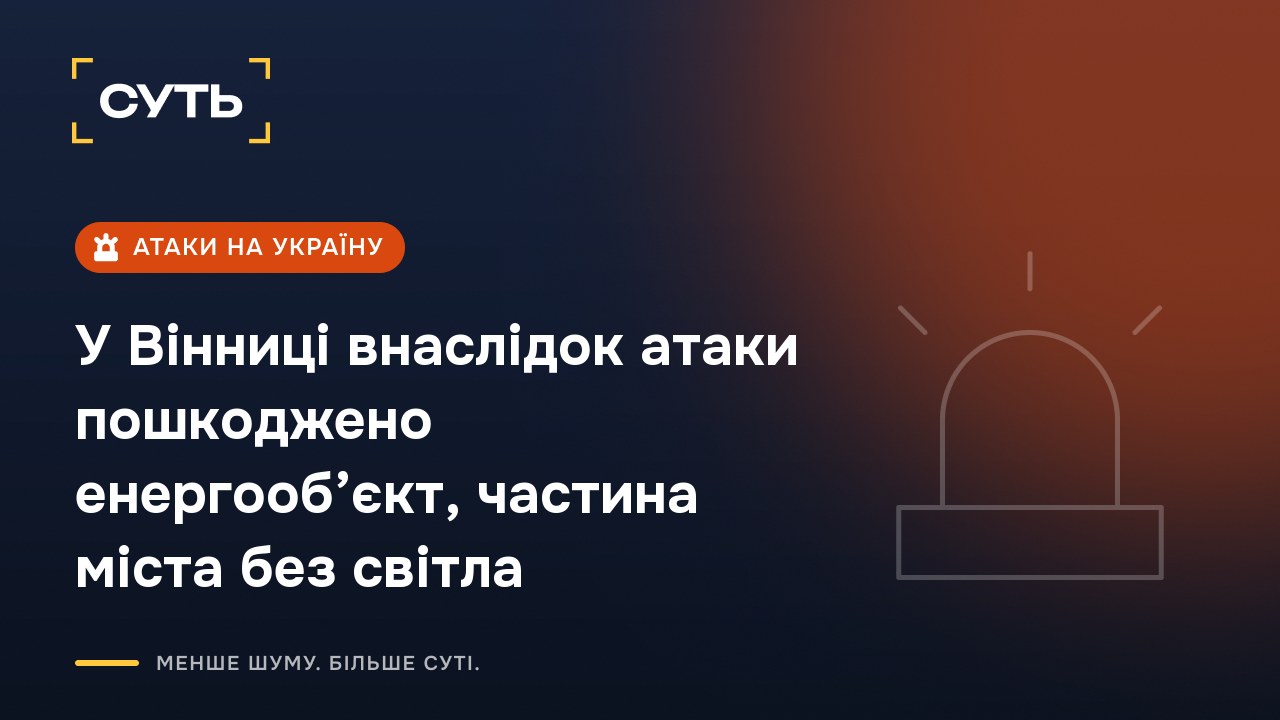 СУТЬ
АТАКИ НА УКРАЇНУ
У Вінниці внаслідок атаки
пошкоджено
енергооб’єкт, частина
міста без світла
МЕНШЕ ШУМУ. БІЛЬШЕ СУТІ.